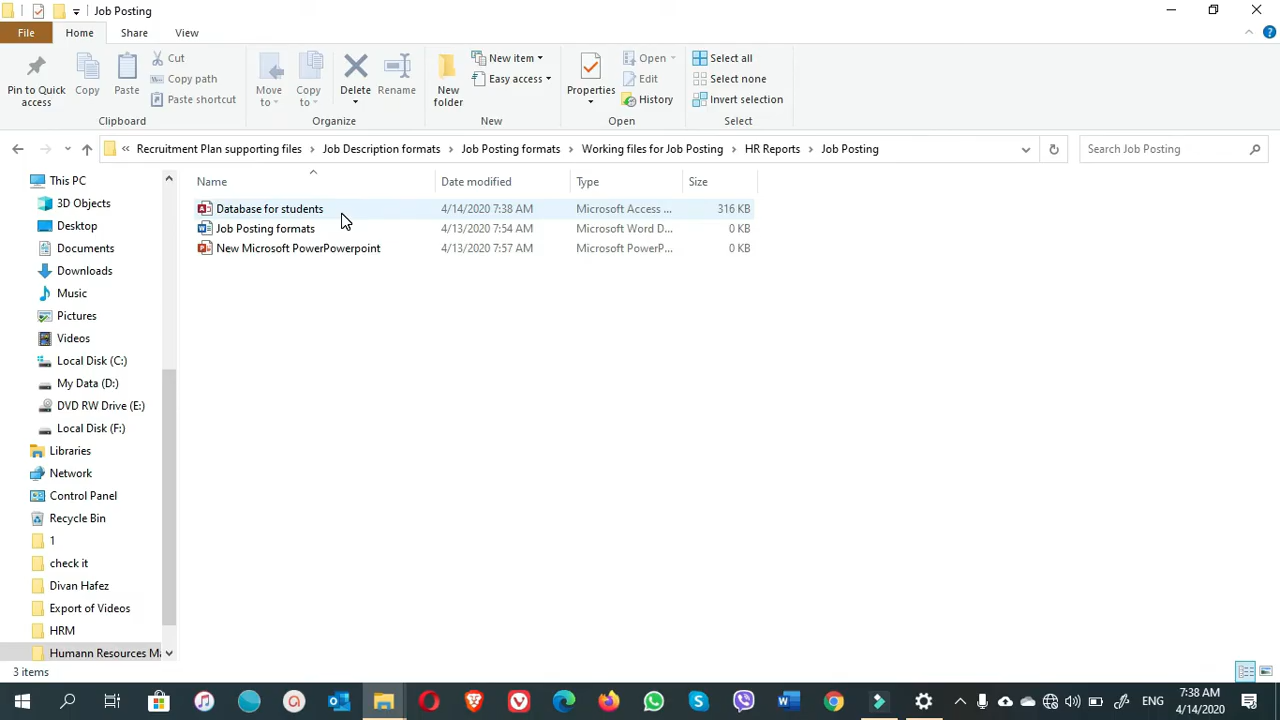 Job Posting
File Home Share View
Pin to Quick access
Copy
Paste
Cut
Copy path
Paste shortcut
Clipboard
Move to
Copy to
Delete
Rename
Organize
New folder
New item
Easy access
New
Properties
Open
Edit
History
Open
Select all
Select none
Invert selection
Select
« Recruitment Plan supporting files › Job Description formats › Job Posting formats › Working files for Job Posting › HR Reports › Job Posting
Search Job Posting
Name Date modified Type Size
Database for students 4/14/2020 7:38 AM Microsoft Access ... 316 KB
Job Posting formats 4/13/2020 7:54 AM Microsoft Word D... 0 KB
New Microsoft PowerPowerpoint 4/13/2020 7:57 AM Microsoft PowerP... 0 KB
This PC
3D Objects
Desktop
Documents
Downloads
Music
Pictures
Videos
Local Disk (C:)
My Data (D:)
DVD RW Drive (E:)
Local Disk (F:)
Libraries
Network
Control Panel
Recycle Bin
1
check it
Divan Hafez
Export of Videos
HRM
Humann Resources Ma
3 items
ENG
7:38 AM
4/14/2020